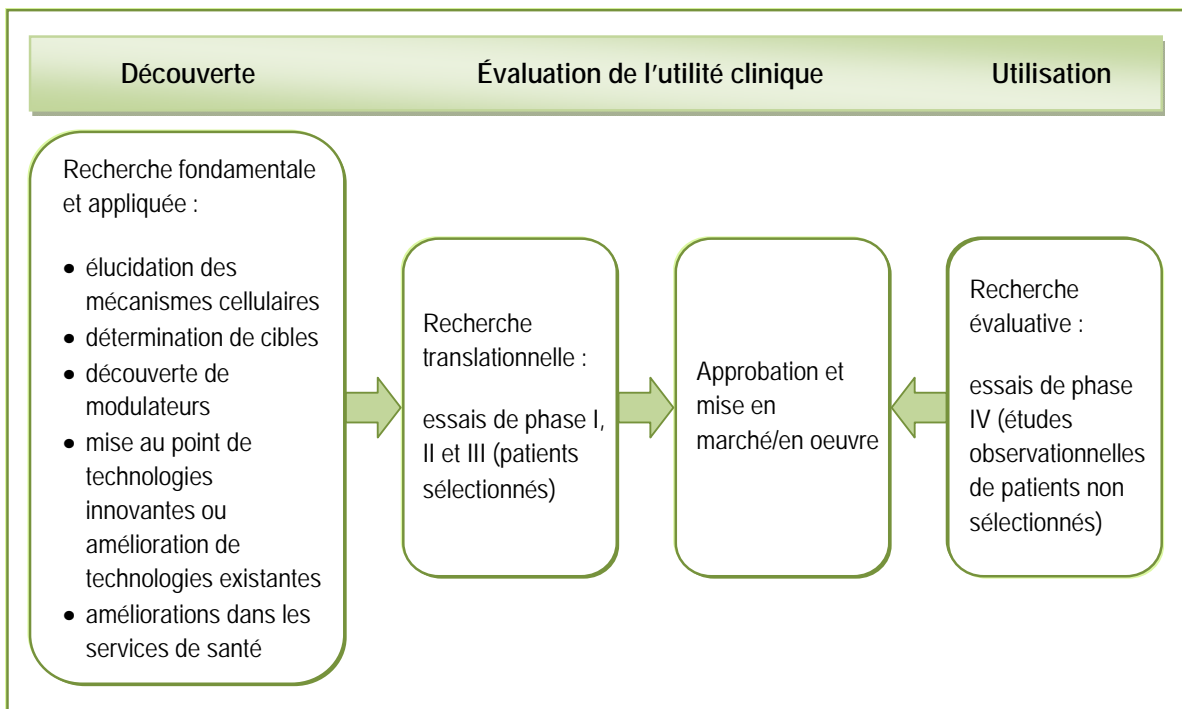 Découverte
Évaluation de l'utilité clinique
Utilisation
Recherche fondamentale
et appliquée :
• élucidation des
mécanismes cellulaires
• détermination de cibles
• découverte de
modulateurs
• mise au point de
technologies
innovantes ou
amélioration de
technologies existantes
• améliorations dans les
services de santé
Recherche
translationnelle :
essais de phase I,
II et III (patients
sélectionnés)
Approbation et
mise en
marché/en oeuvre
Recherche
évaluative :
essais de phase
IV (études
observationnelles
de patients non
sélectionnés)